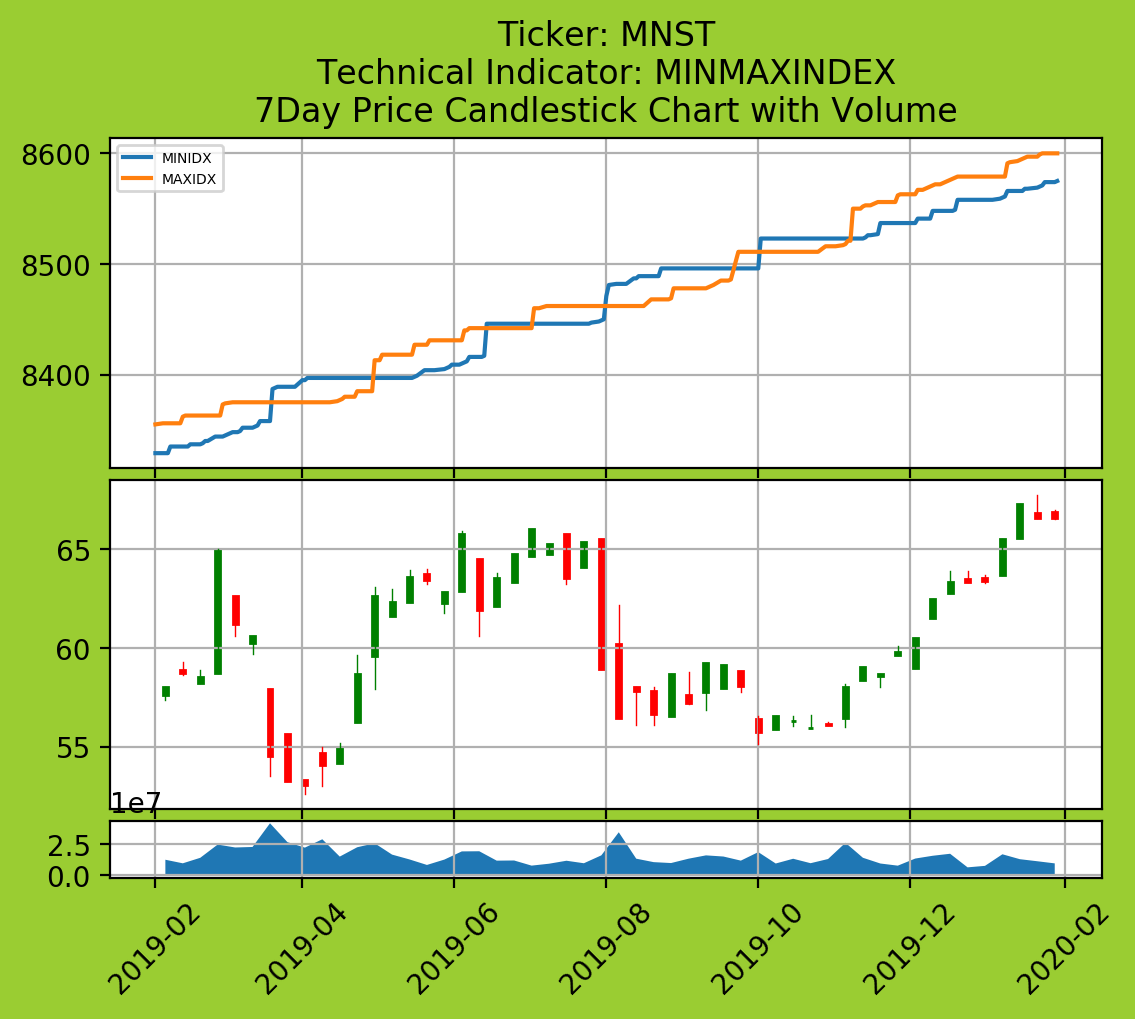 Ticker: MNST
Technical Indicator: MINMAXINDEX
7Day Price Candlestick Chart with Volume
8600
8500
8400
MINIDX
MAXIDX
65
60
55
1e7
2.5
0.0
2019-02
2019-04
2019-06
2019-08
2019-10
2019-12
2020-02